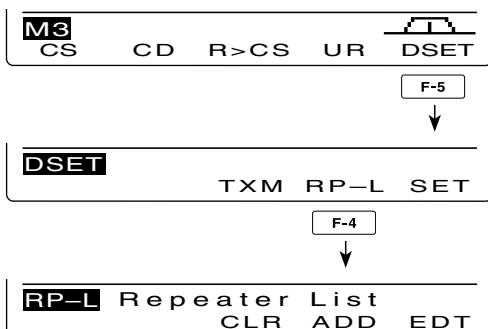 M3
CS CD R>CS UR DSET
F-5
DSET
TXM RP–L SET
F-4
RP–L Repeater List
CLR ADD EDT